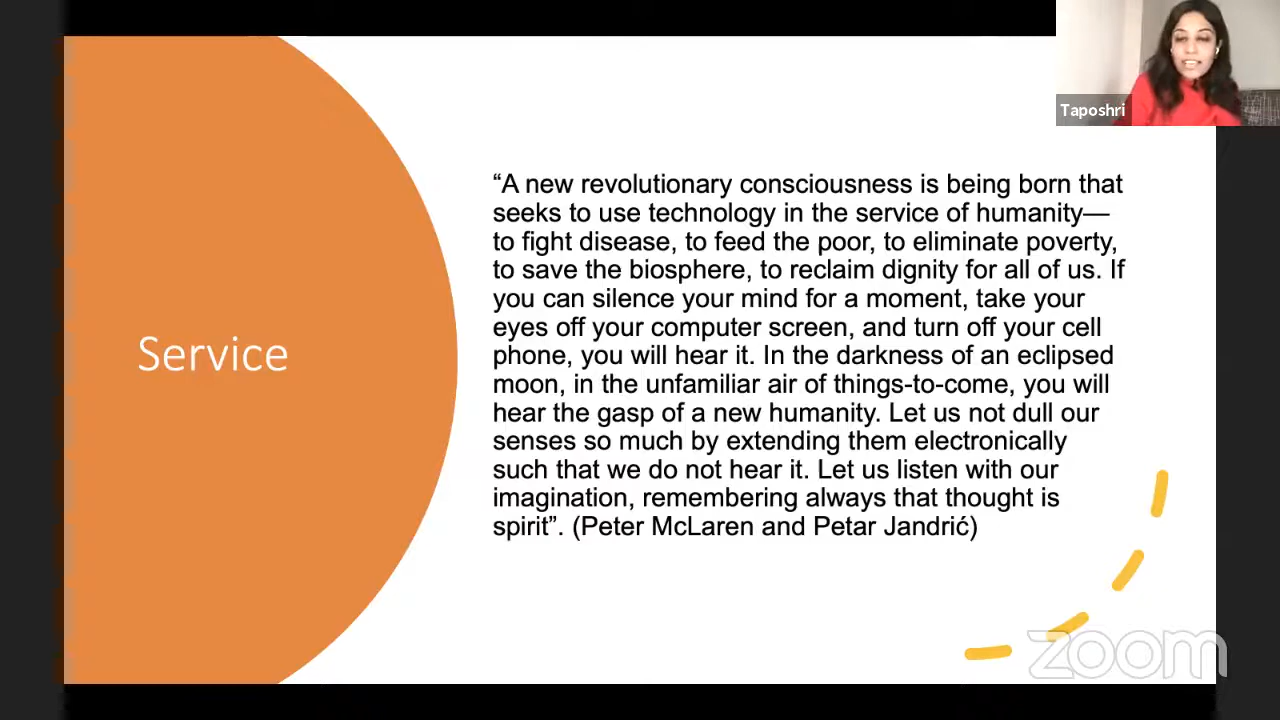 Taposhri
Service
“A new revolutionary consciousness is being born that
seeks to use technology in the service of humanity—
to fight disease, to feed the poor, to eliminate poverty,
to save the biosphere, to reclaim dignity for all of us. If
you can silence your mind for a moment, take your
eyes off your computer screen, and turn off your cell
phone, you will hear it. In the darkness of an eclipsed
moon, in the unfamiliar air of things-to-come, you will
hear the gasp of a new humanity. Let us not dull our
senses so much by extending them electronically
such that we do not hear it. Let us listen with our
imagination, remembering always that thought is
spirit”. (Peter McLaren and Petar Jandrić)
zoom